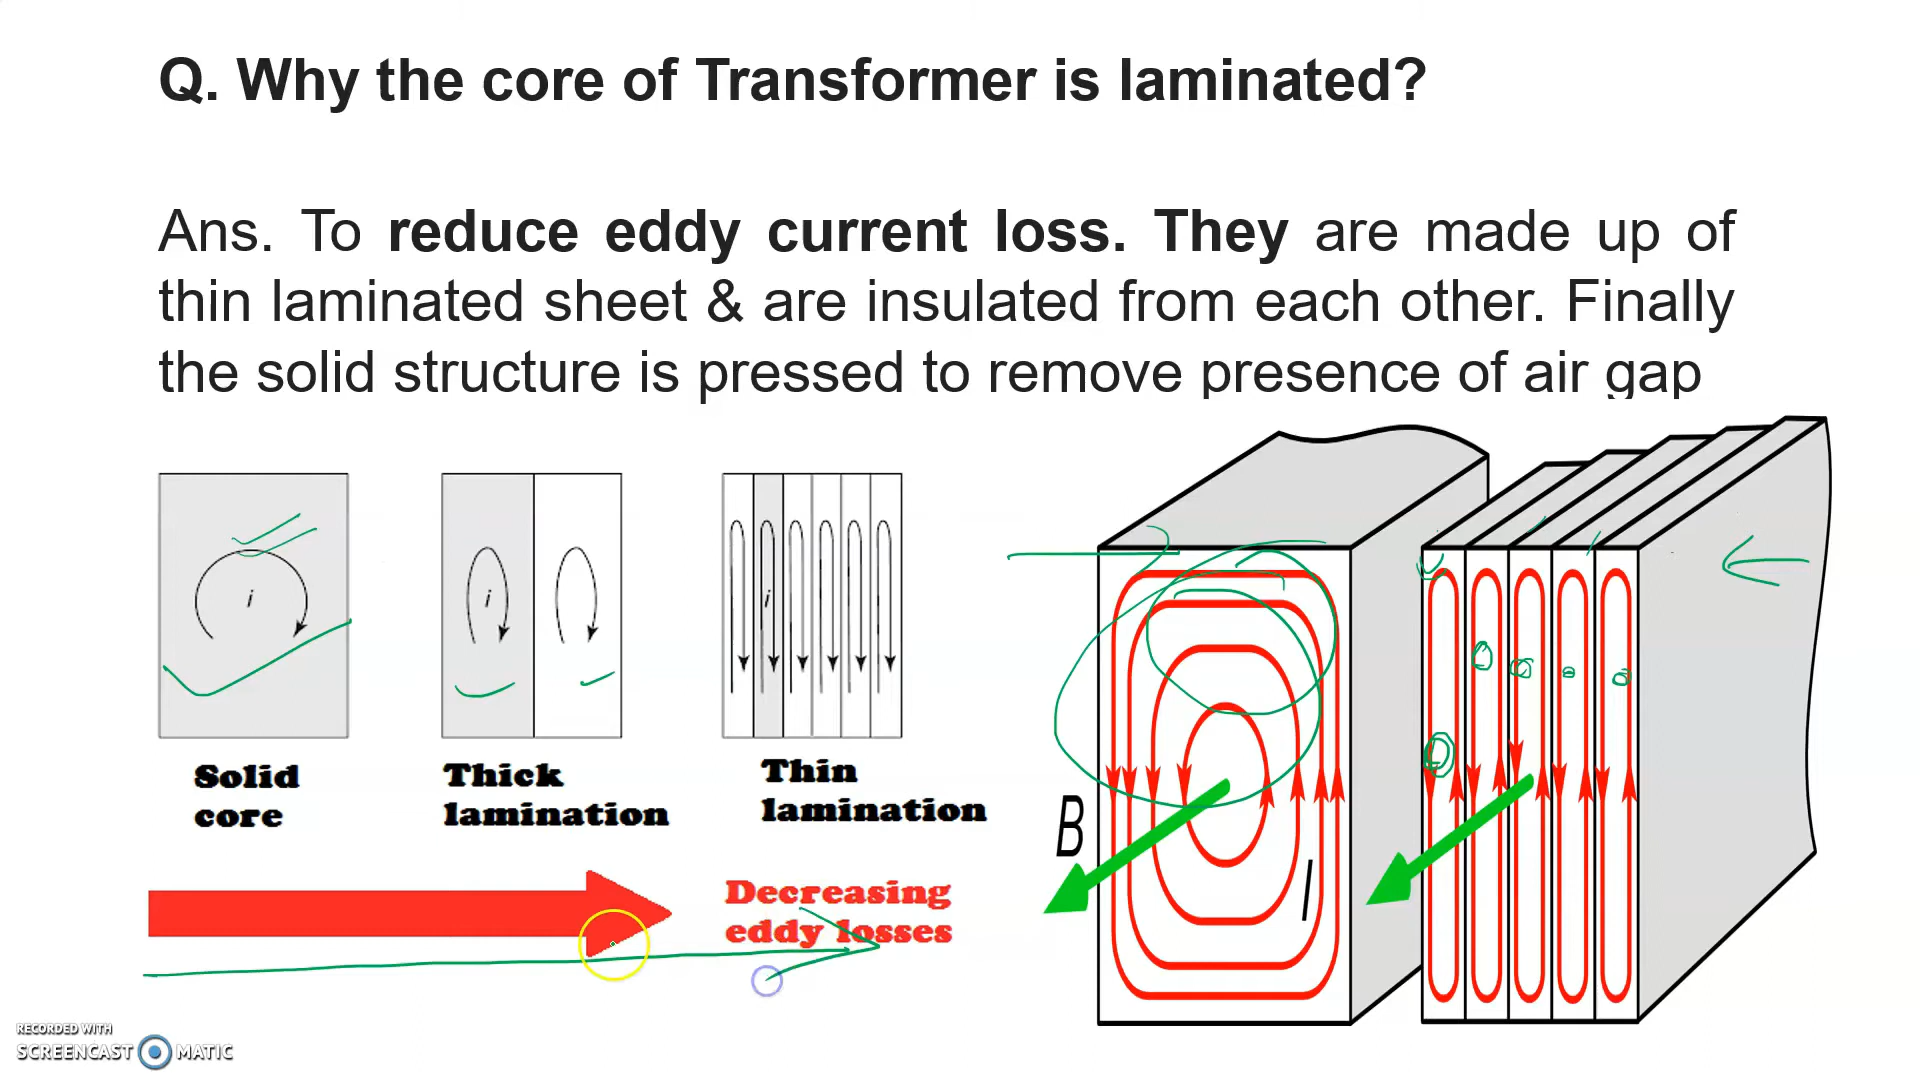 Q. Why the core of Transformer is laminated?
Ans. To reduce eddy current loss. They are made up of
thin laminated sheet & are insulated from each other. Finally
the solid structure is pressed to remove presence of air gap
i
i
i
Solid
core
Thick
lamination
Thin
lamination
B
I
Decreasing
eddy losses
RECORDED WITH
SCREENCAST MATIC